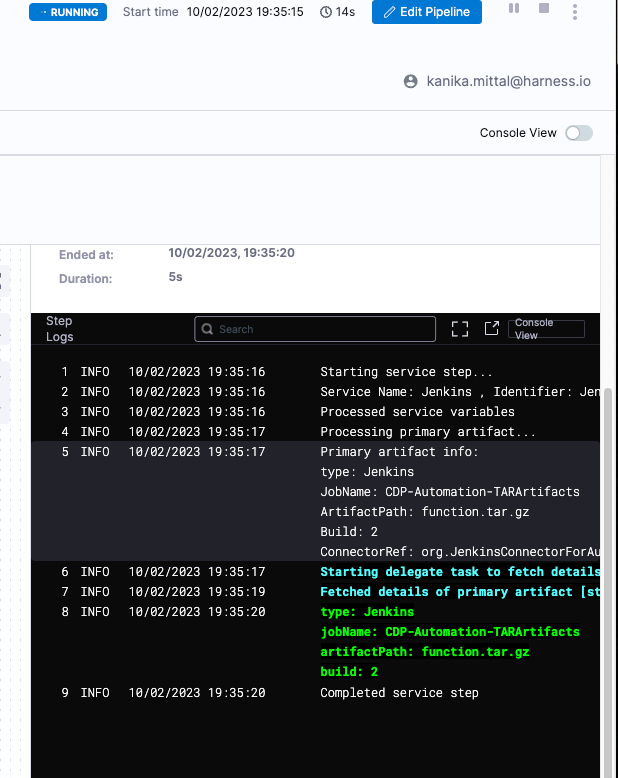 RUNNING Start time 10/02/2023 19:35:15 14s Edit Pipeline
kanika.mittal@harness.io
Console View
Ended at: 10/02/2023, 19:35:20
Duration: 5s
Step Logs Search Console View
1 INFO 10/02/2023 19:35:16 Starting service step...
2 INFO 10/02/2023 19:35:16 Service Name: Jenkins , Identifier: Jen
3 INFO 10/02/2023 19:35:16 Processed service variables
4 INFO 10/02/2023 19:35:17 Processing primary artifact...
5 INFO 10/02/2023 19:35:17 Primary artifact info:
type: Jenkins
JobName: CDP-Automation-TARArtifacts
ArtifactPath: function.tar.gz
Build: 2
ConnectorRef: org.JenkinsConnectorForAu
6 INFO 10/02/2023 19:35:17 Starting delegate task to fetch details
7 INFO 10/02/2023 19:35:19 Fetched details of primary artifact [st
8 INFO 10/02/2023 19:35:20 type: Jenkins
jobName: CDP-Automation-TARArtifacts
artifactPath: function.tar.gz
build: 2
9 INFO 10/02/2023 19:35:20 Completed service step